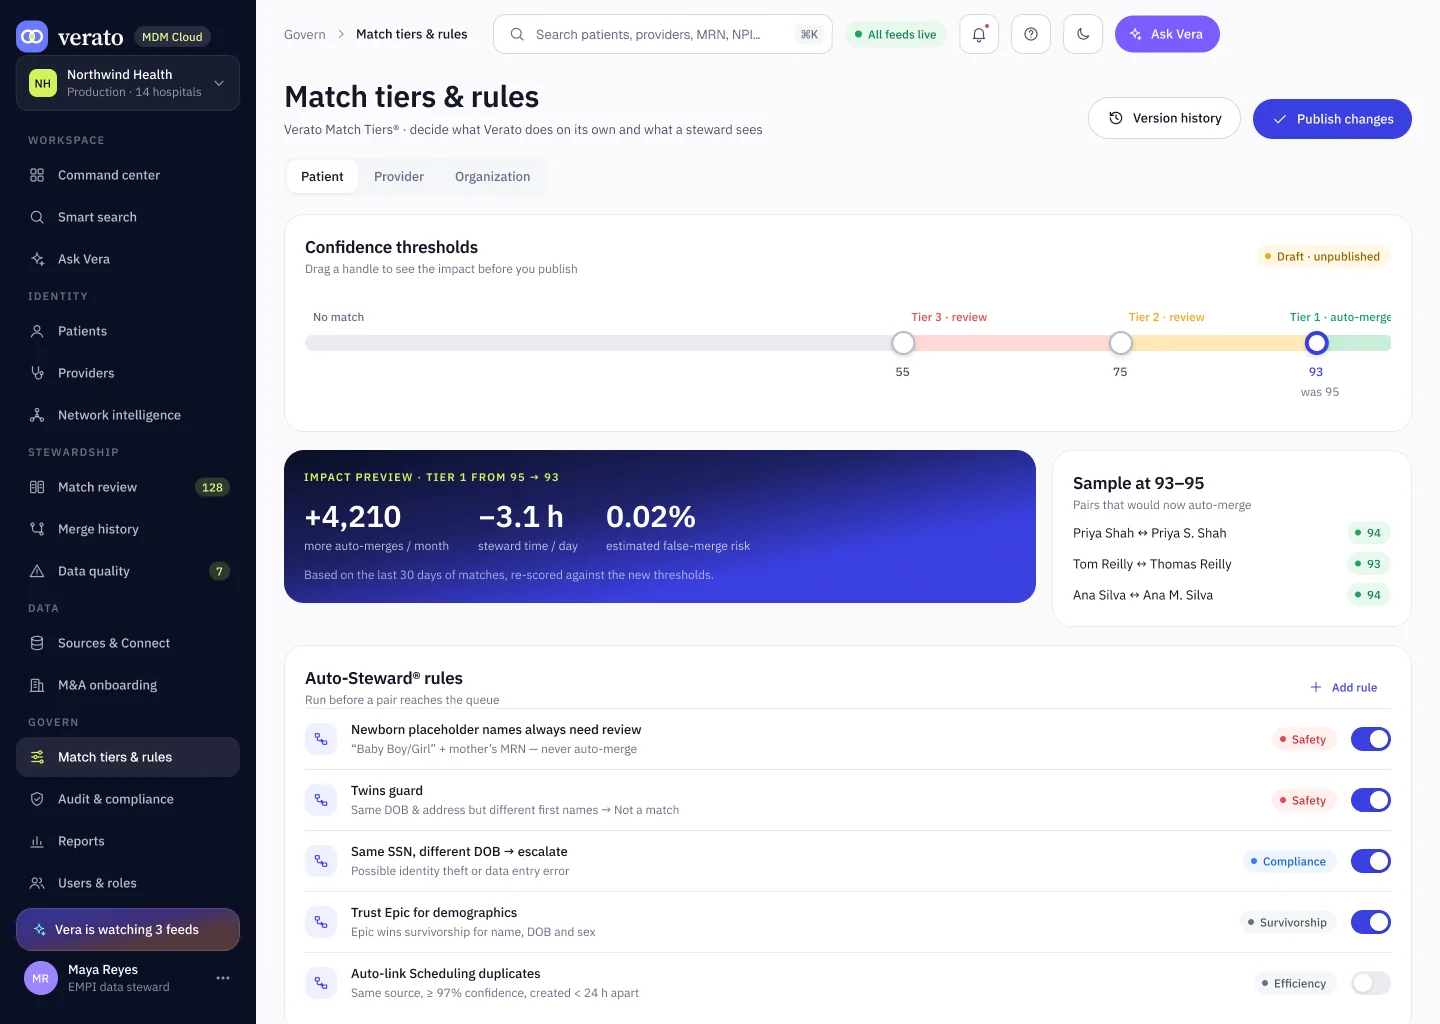 verato MDM Cloud
NH Northwind Health
Production · 14 hospitals
WORKSPACE
Command center
Smart search
Ask Vera
IDENTITY
Patients
Providers
Network intelligence
STEWARDSHIP
Match review 128
Merge history
Data quality 7
DATA
Sources & Connect
M&A onboarding
GOVERN
Match tiers & rules
Audit & compliance
Reports
Users & roles
Vera is watching 3 feeds
MR Maya Reyes
EMPI data steward
Govern > Match tiers & rules
Search patients, providers, MRN, NPI... ⌘K
All feeds live
Ask Vera
Match tiers & rules
Verato Match Tiers® · decide what Verato does on its own and what a steward sees
Version history
Publish changes
Patient Provider Organization
Confidence thresholds
Drag a handle to see the impact before you publish
Draft · unpublished
No match Tier 3 · review Tier 2 · review Tier 1 · auto-merge
55 75 93
was 95
IMPACT PREVIEW · TIER 1 FROM 95 → 93
+4,210 −3.1 h 0.02%
more auto-merges / month steward time / day estimated false-merge risk
Based on the last 30 days of matches, re-scored against the new thresholds.
Sample at 93–95
Pairs that would now auto-merge
Priya Shah ↔ Priya S. Shah 94
Tom Reilly ↔ Thomas Reilly 93
Ana Silva ↔ Ana M. Silva 94
Auto-Steward® rules
Run before a pair reaches the queue
Add rule
Newborn placeholder names always need review
“Baby Boy/Girl” + mother’s MRN — never auto-merge
Safety
Twins guard
Same DOB & address but different first names → Not a match
Safety
Same SSN, different DOB → escalate
Possible identity theft or data entry error
Compliance
Trust Epic for demographics
Epic wins survivorship for name, DOB and sex
Survivorship
Auto-link Scheduling duplicates
Same source, ≥ 97% confidence, created < 24 h apart
Efficiency